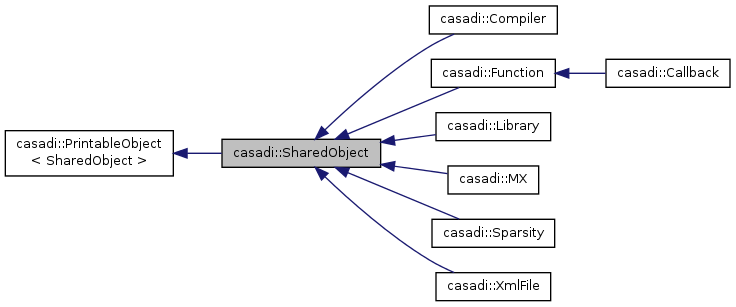 casadi::Compiler
casadi::Function
casadi::Callback
casadi::Library
casadi::PrintableObject
< SharedObject >
casadi::SharedObject
casadi::MX
casadi::Sparsity
casadi::XmlFile